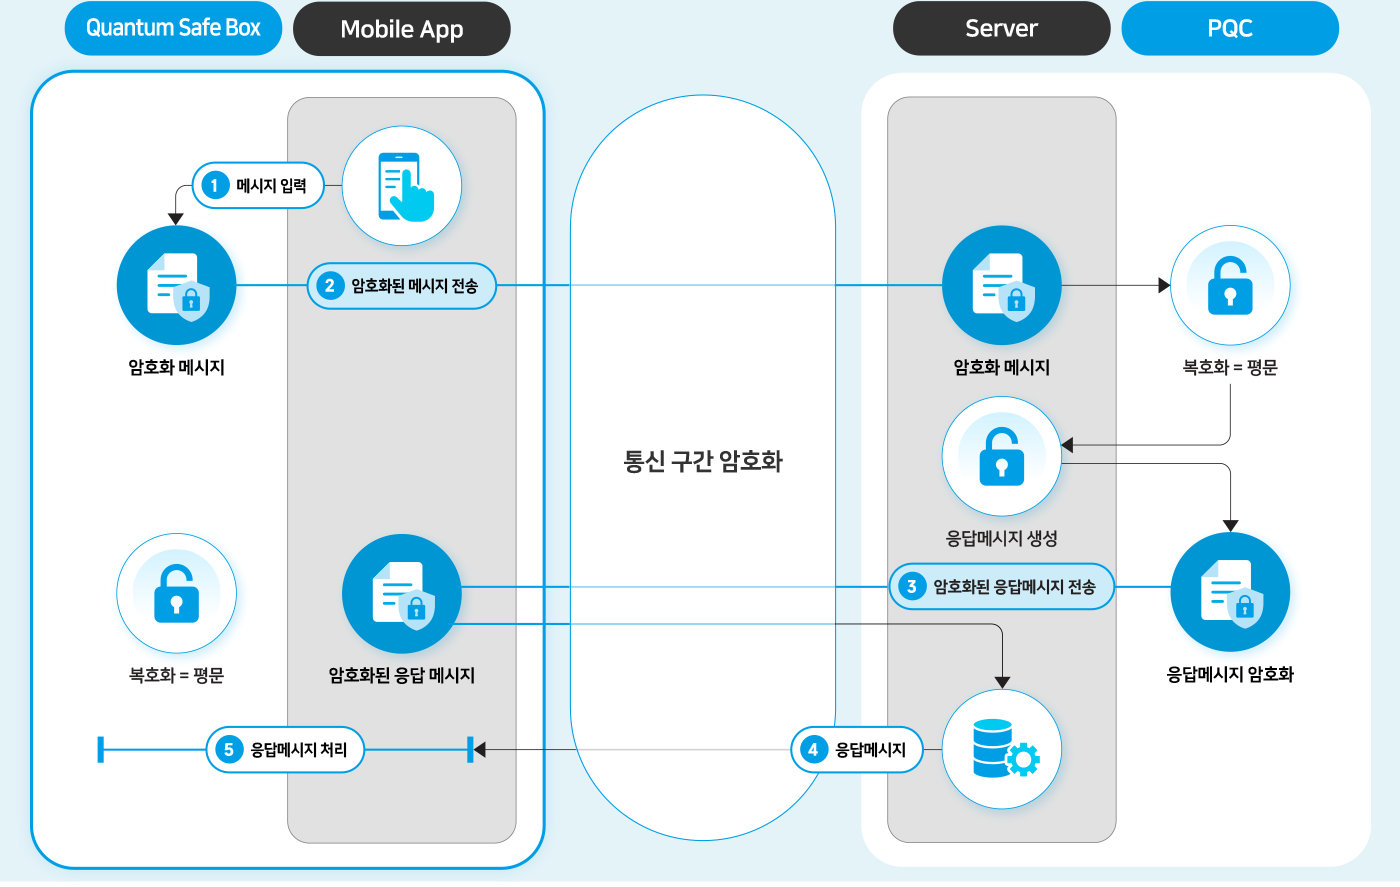 Quantum Safe Box
Mobile App
Server
PQC
1 메시지 입력
2 암호화된 메시지 전송
암호화 메시지
암호화 메시지
복호화 = 평문
통신 구간 암호화
응답메시지 생성
3 암호화된 응답메시지 전송
복호화 = 평문
암호화된 응답 메시지
응답메시지 암호화
5 응답메시지 처리
4 응답메시지